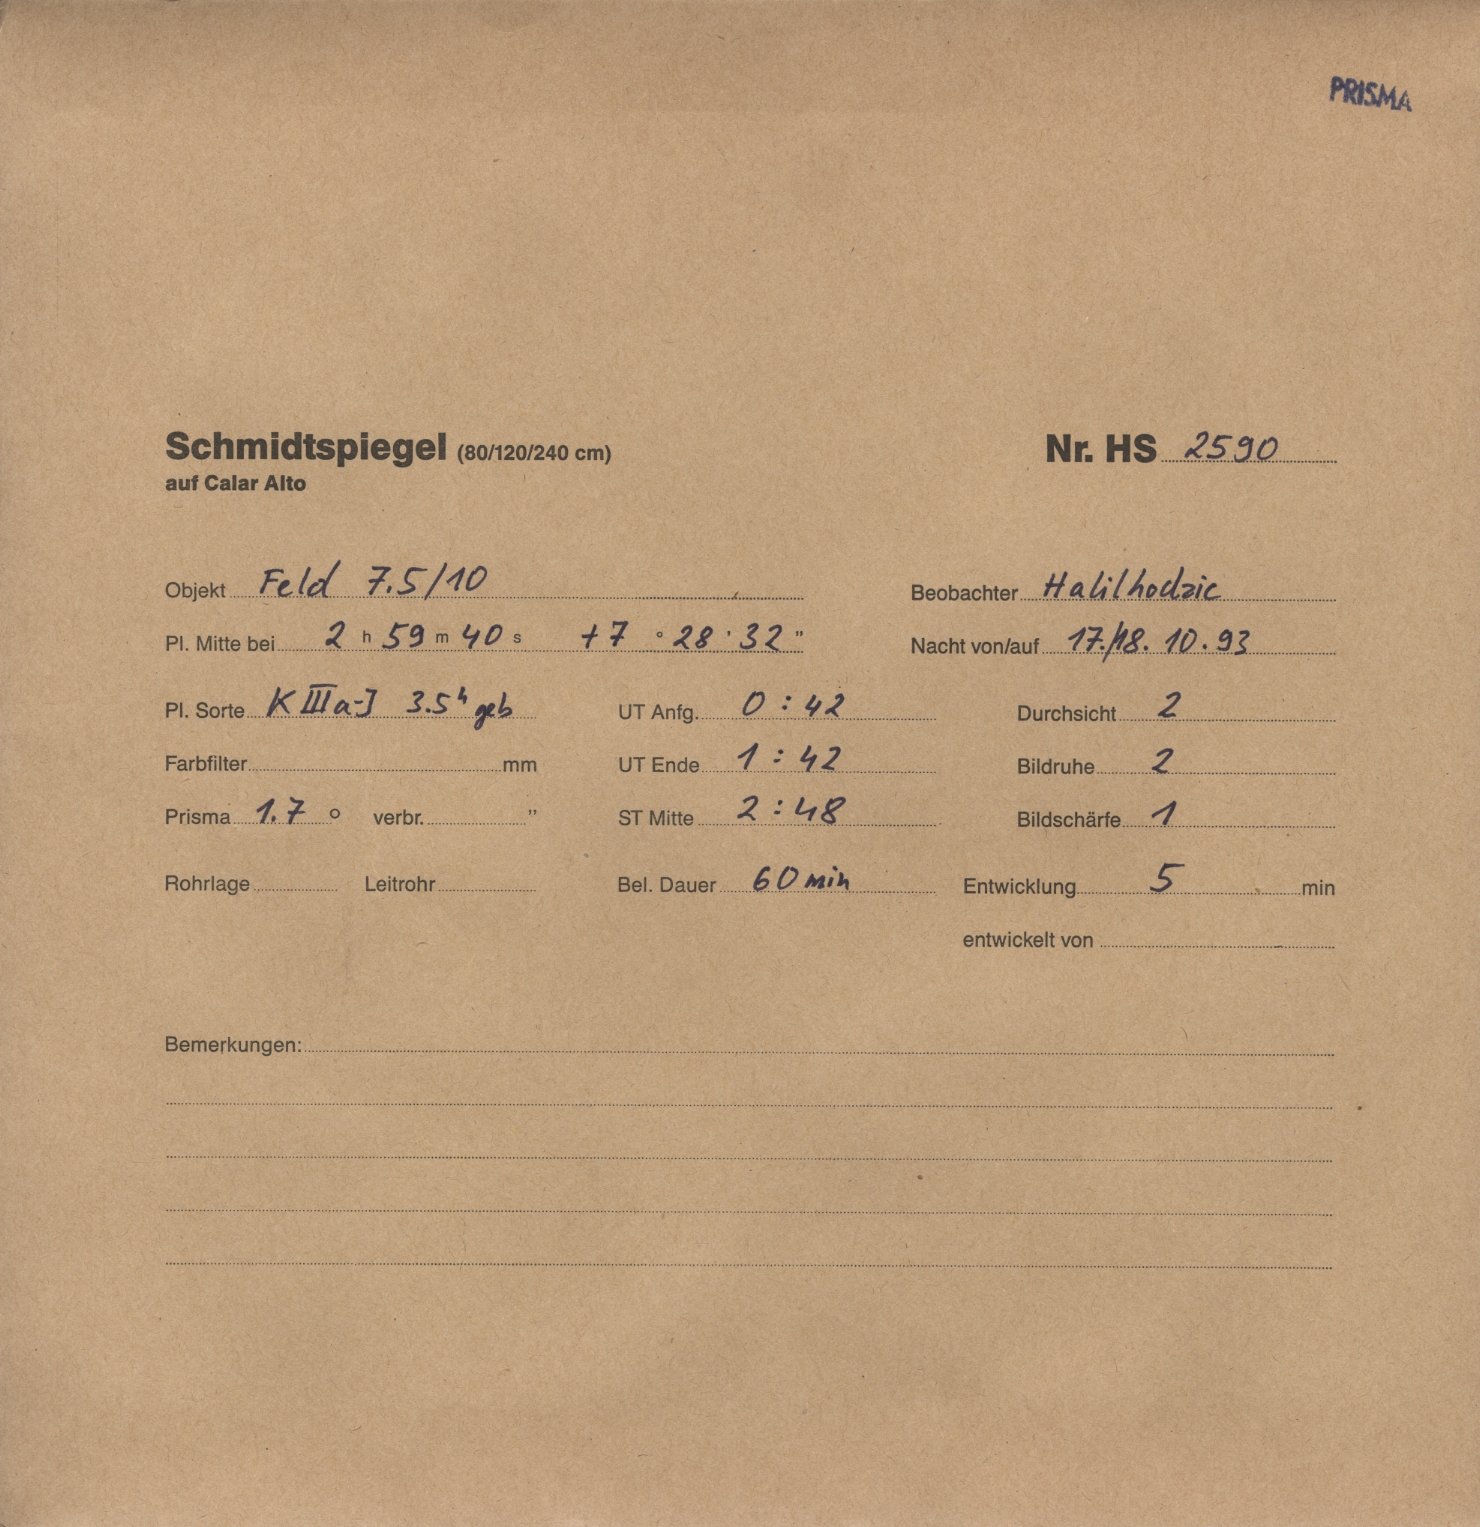 PRISMA
Schmidtspiegel (80/120/240 cm) Nr. HS 2590
auf Calar Alto
Objekt Feld 7.5/10 Beobachter Halilhodzic
Pl. Mitte bei 2 h 59 m 40 s +7 ° 28 ' 32 " Nacht von/auf 17./18. 10. 93
Pl. Sorte K IIIa-J 3.5h geb UT Anfg. 0 : 42 Durchsicht 2
Farbfilter mm UT Ende 1 : 42 Bildruhe 2
Prisma 1.7 ° verbr. " ST Mitte 2 : 48 Bildschärfe 1
Rohrlage Leitrohr Bel. Dauer 60 min Entwicklung 5 min
entwickelt von
Bemerkungen: